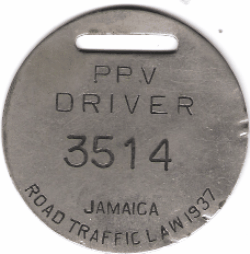 PPV
DRIVER
3514
JAMAICA
ROAD TRAFFIC LAW 1937